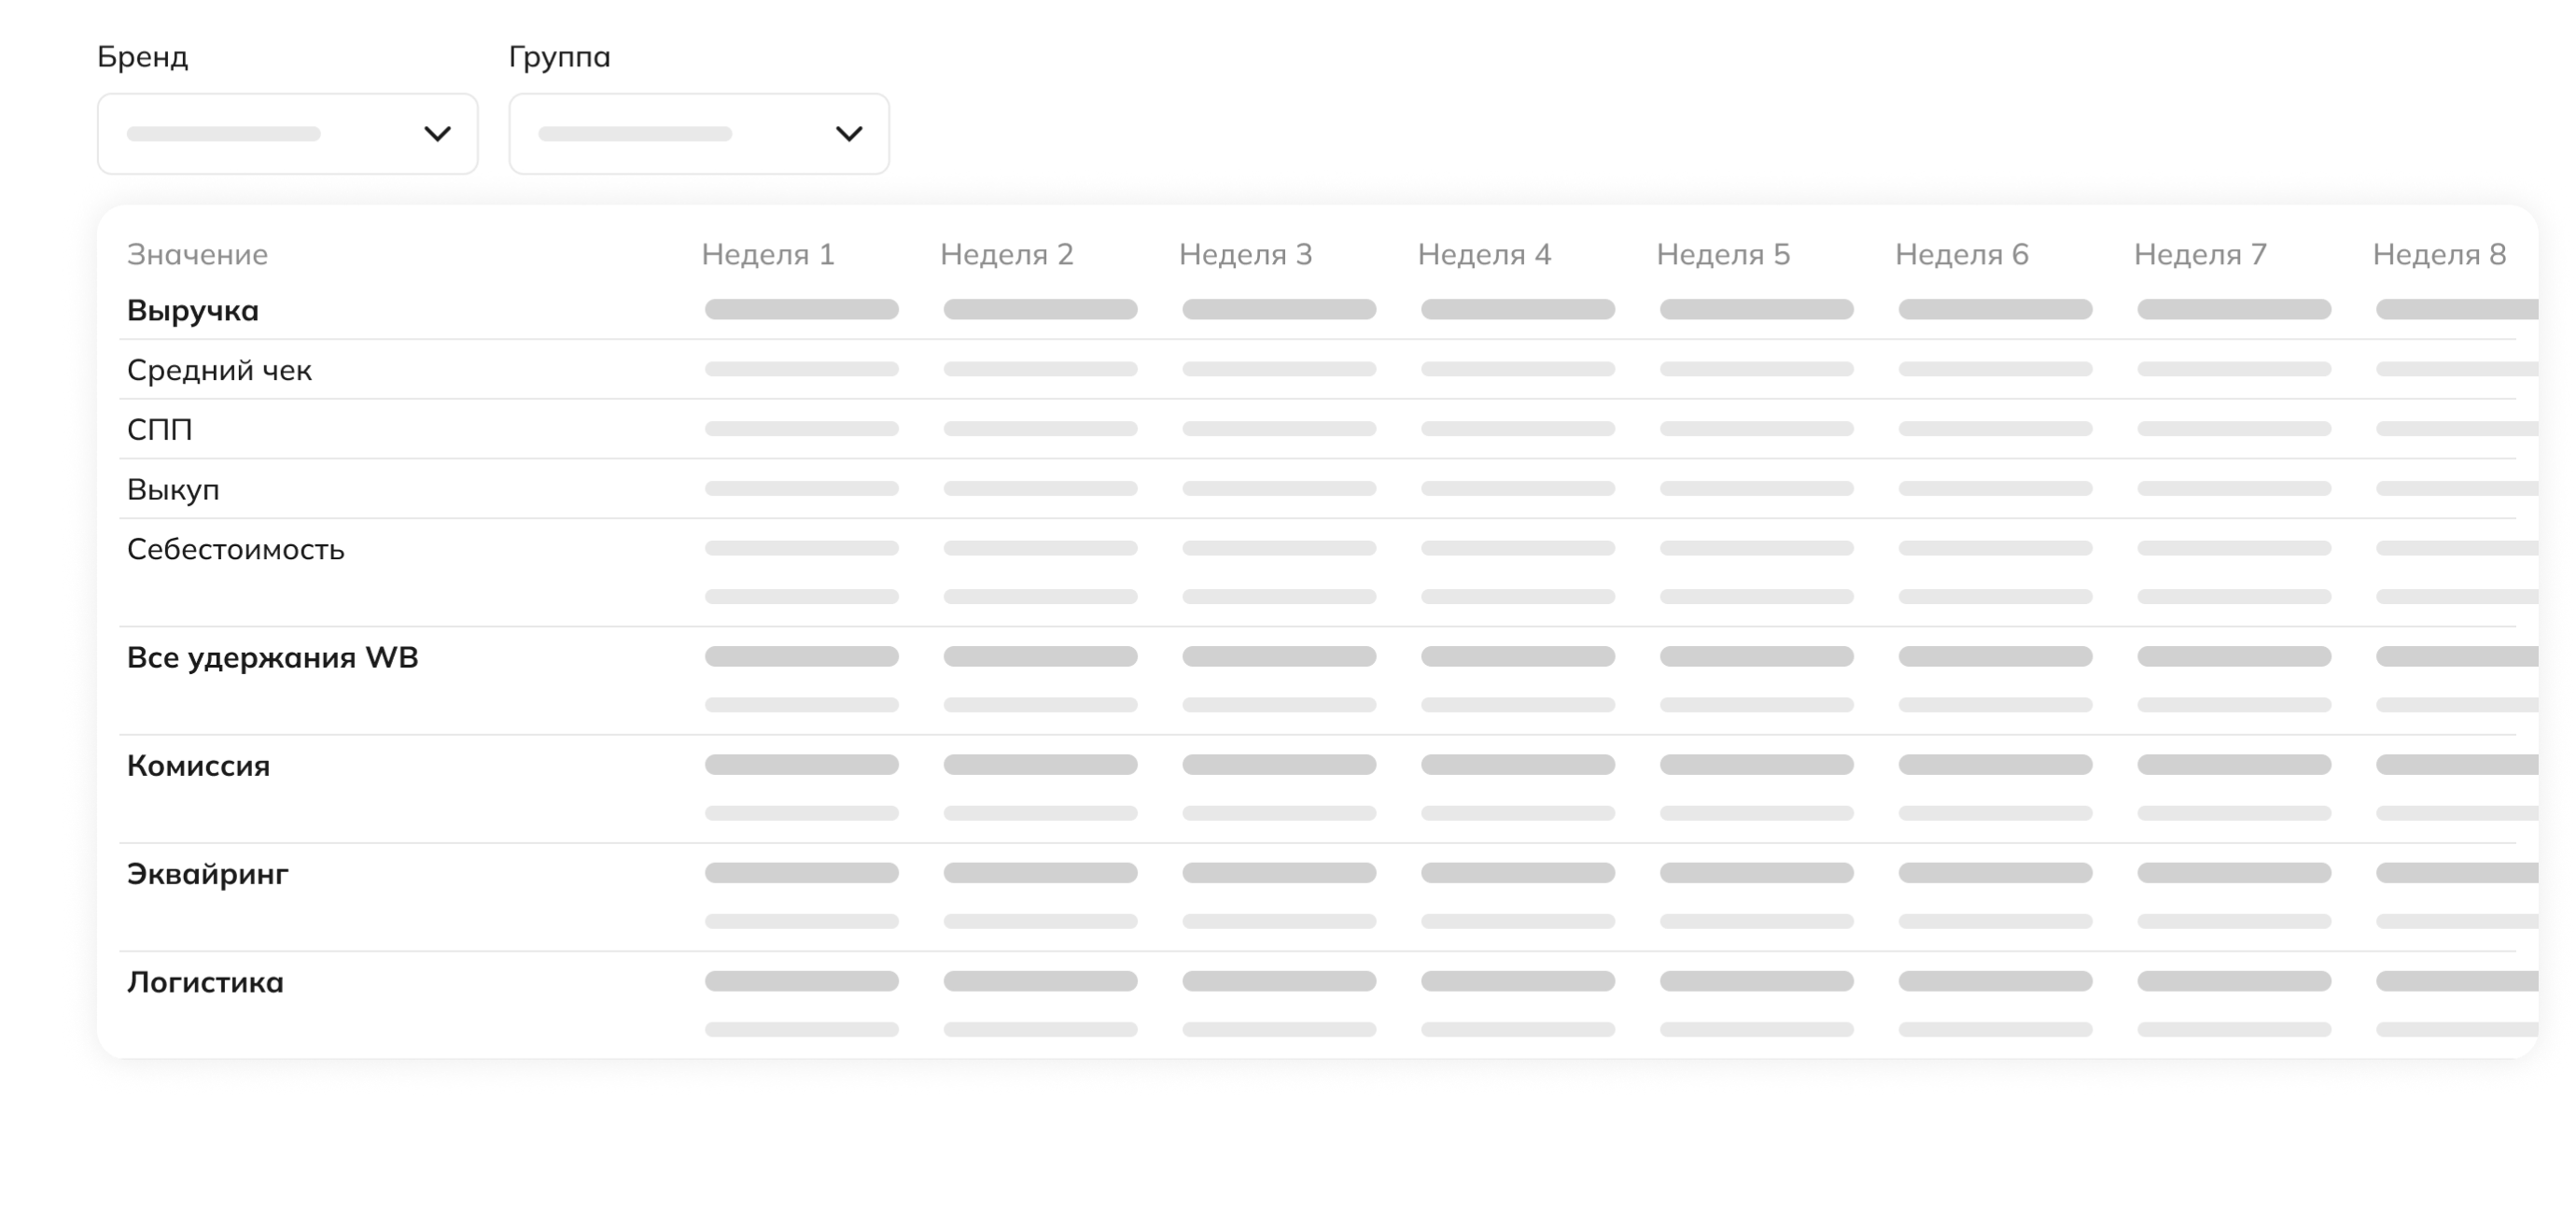 Бренд Группа
Значение Неделя 1 Неделя 2 Неделя 3 Неделя 4 Неделя 5 Неделя 6 Неделя 7 Неделя 8
Выручка
Средний чек
СПП
Выкуп
Себестоимость
Все удержания WB
Комиссия
Эквайринг
Логистика